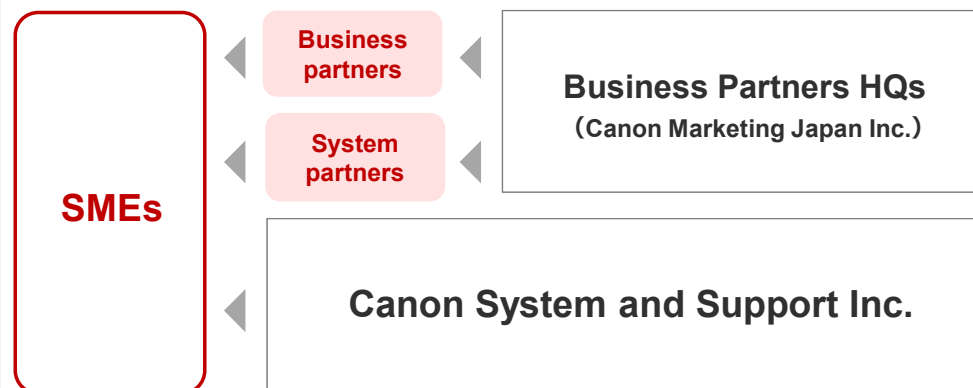 SMEs
Business
partners
System
partners
Business Partners HQs
（Canon Marketing Japan Inc.）
Canon System and Support Inc.